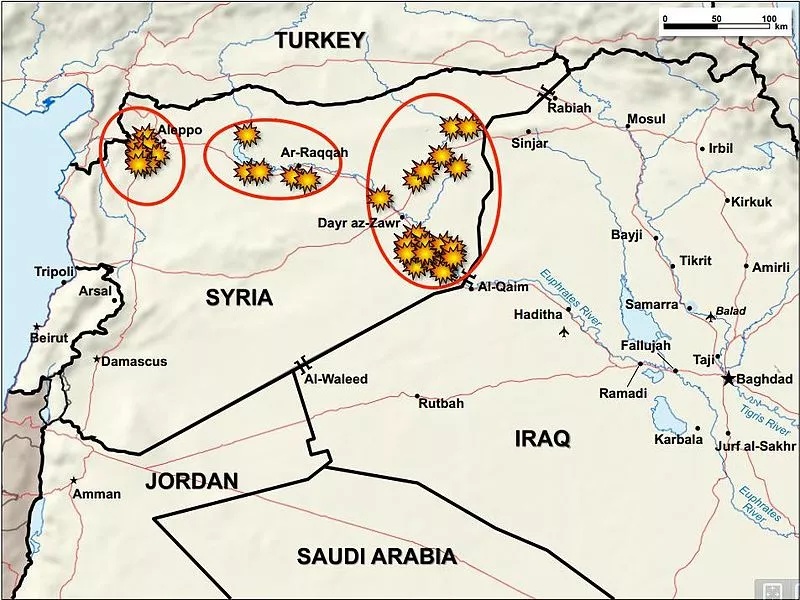 0 50 100
km
TURKEY
Rabiah
Mosul
Aleppo
Sinjar
Irbil
Ar-Raqqah
Kirkuk
Dayr az-Zawr
Bayji
Tikrit
Amirli
Tripoli
Arsal
SYRIA
Al-Qaim
Euphrates River
Haditha
Samarra
Balad
Beirut
Fallujah
Taji
Damascus
Al-Waleed
Ramadi
Baghdad
Rutbah
Tigris River
IRAQ
Karbala
Jurf al-Sakhr
JORDAN
Amman
Euphrates
River
SAUDI ARABIA